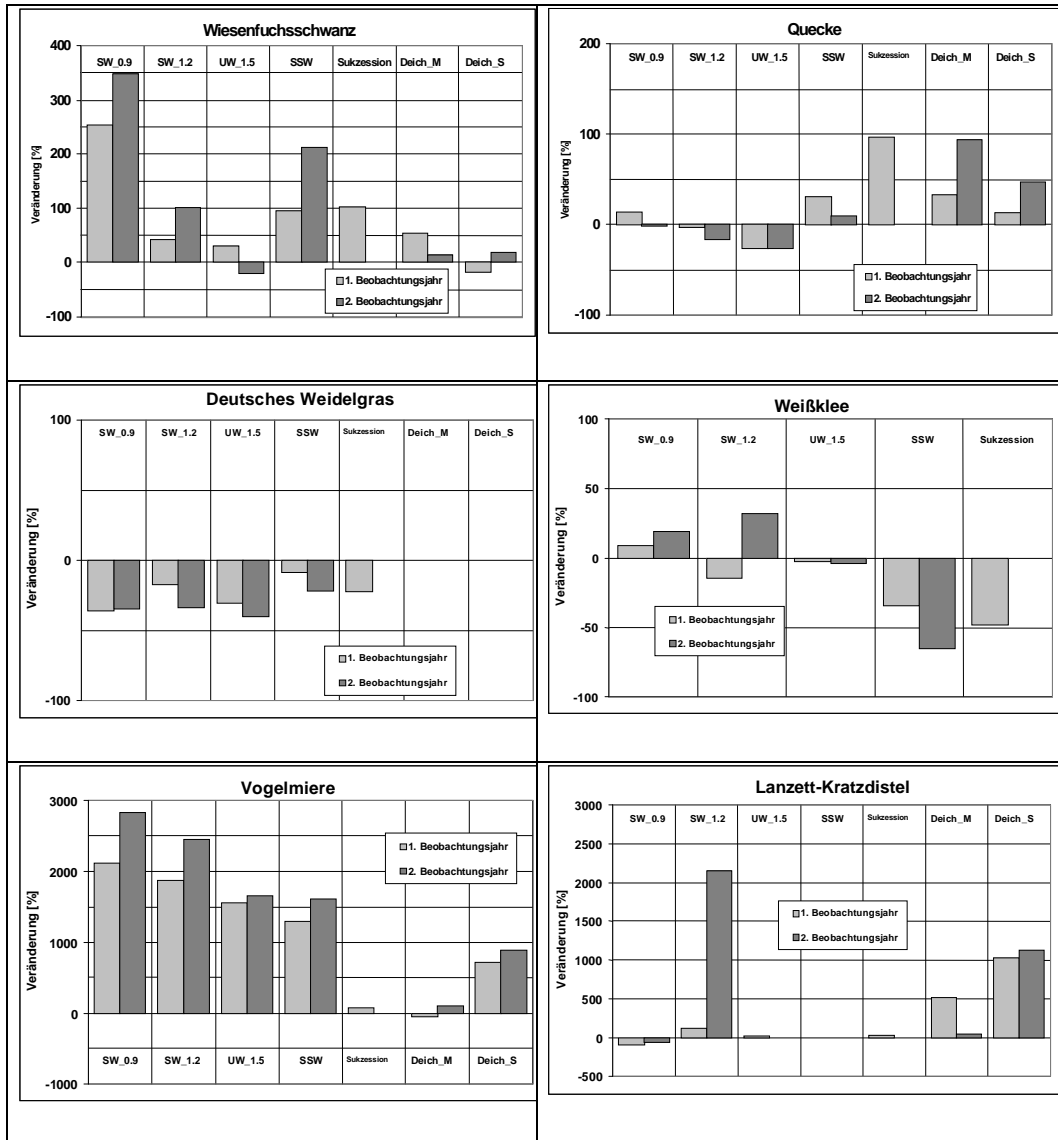 Wiesenfuchsschwanz
400
300
200
100
0
-100
Veränderung [%]
SW_0.9 SW_1.2 UW_1.5 SSW Sukzession Deich_M Deich_S
1. Beobachtungsjahr
2. Beobachtungsjahr
Quecke
200
100
0
-100
Veränderung [%]
SW_0.9 SW_1.2 UW_1.5 SSW Sukzession Deich_M Deich_S
1. Beobachtungsjahr
2. Beobachtungsjahr
Deutsches Weidelgras
100
0
-100
Veränderung [%]
SW_0.9 SW_1.2 UW_1.5 SSW Sukzession Deich_M Deich_S
1. Beobachtungsjahr
2. Beobachtungsjahr
Weißklee
100
50
0
-50
-100
Veränderung [%]
SW_0.9 SW_1.2 UW_1.5 SSW Sukzession
1. Beobachtungsjahr
2. Beobachtungsjahr
Vogelmiere
3000
2000
1000
0
-1000
Veränderung [%]
1. Beobachtungsjahr
2. Beobachtungsjahr
SW_0.9 SW_1.2 UW_1.5 SSW Sukzession Deich_M Deich_S
Lanzett-Kratzdistel
3000
2500
2000
1500
1000
500
0
-500
Veränderung [%]
SW_0.9 SW_1.2 UW_1.5 SSW Sukzession Deich_M Deich_S
1. Beobachtungsjahr
2. Beobachtungsjahr